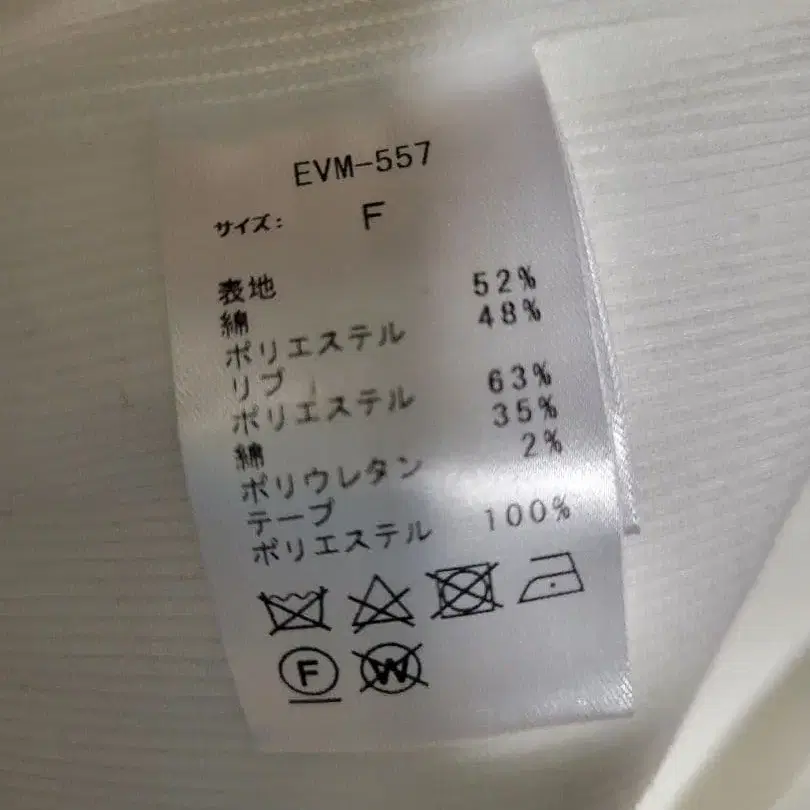 EVM-557
サイズ: F
表地
綿 52%
ポリエステル 48%
リブ
ポリエステル 63%
綿 35%
ポリウレタン 2%
テープ
ポリエステル 100%
F W